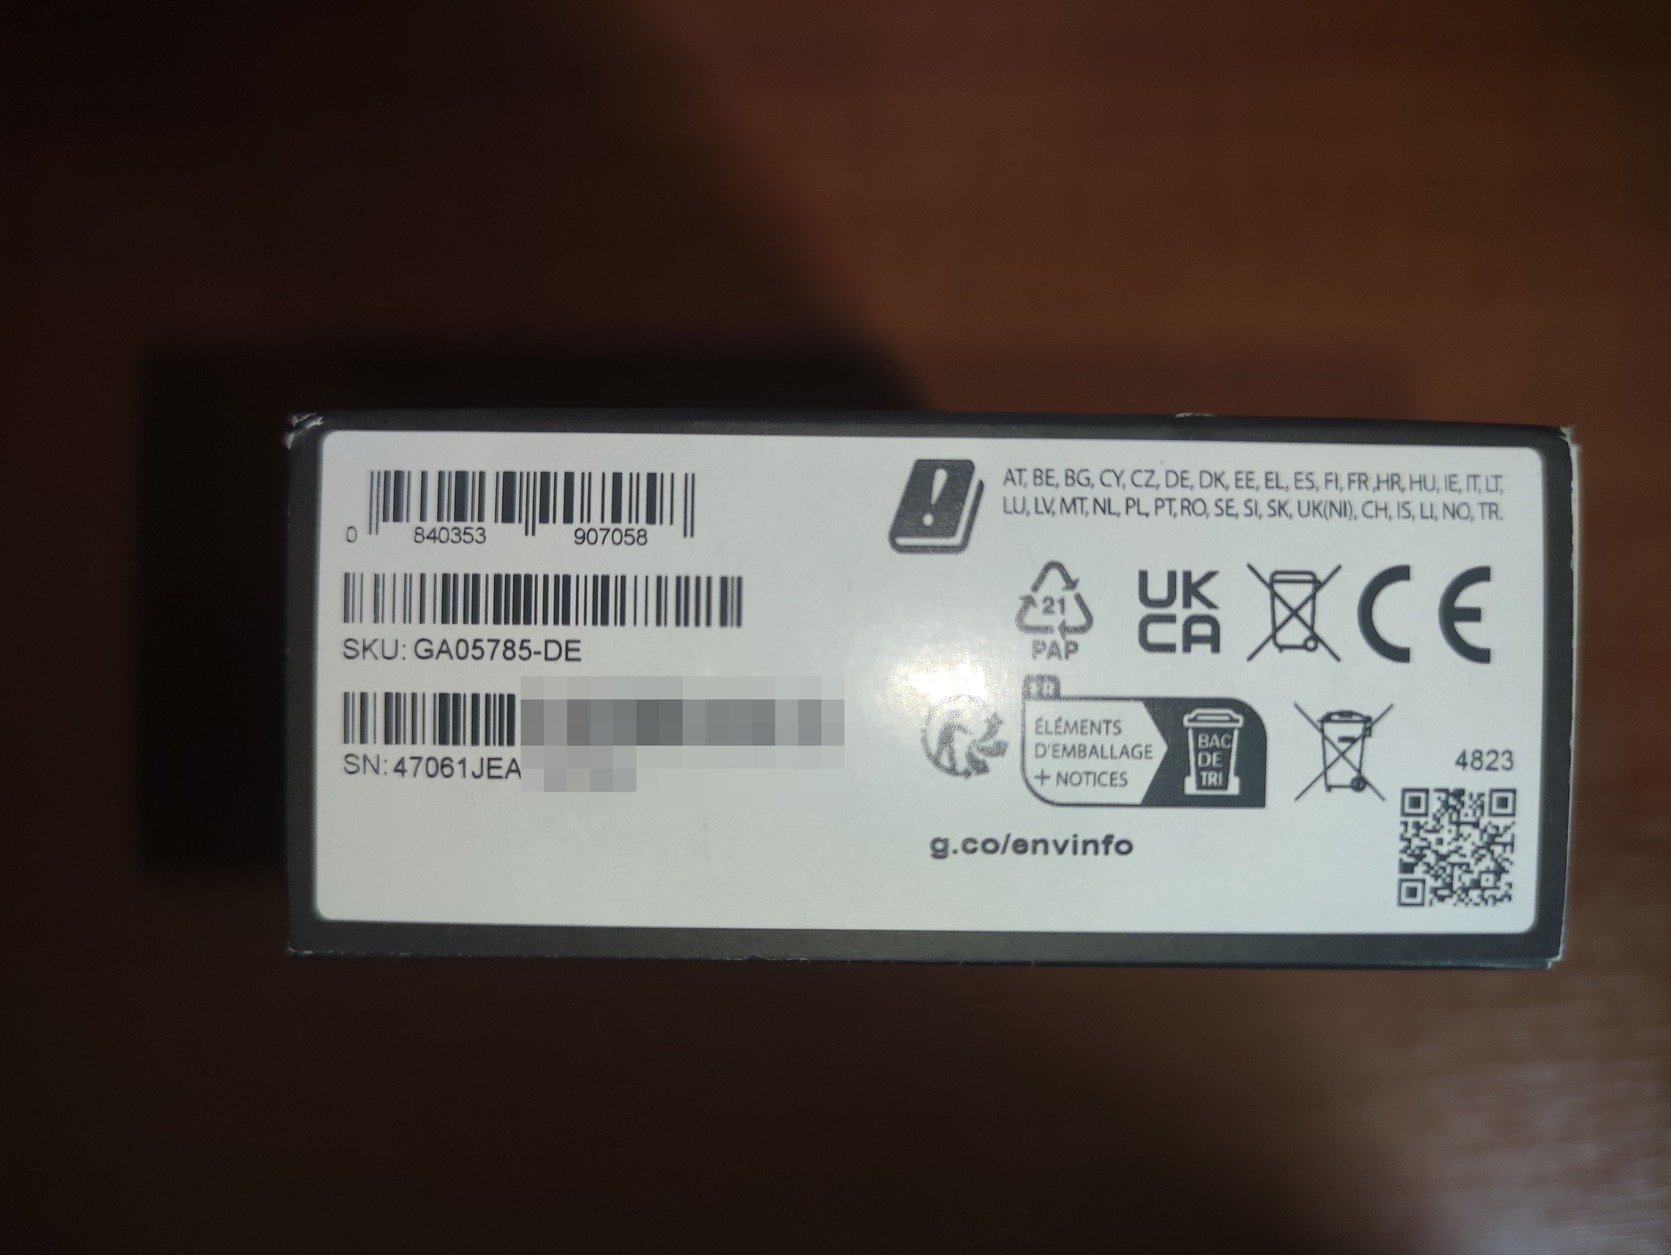 0 840353 907058
SKU: GA05785-DE
SN: 47061JEA
AT, BE, BG, CY, CZ, DE, DK, EE, EL, ES, FI, FR ,HR, HU, IE, IT, LT,
LU, LV, MT, NL, PL, PT, RO, SE, SI, SK, UK(NI), CH, IS, LI, NO, TR.
21
PAP
UK
CA
CE
FR
ÉLÉMENTS
D'EMBALLAGE
+ NOTICES
BAC
DE
TRI
4823
g.co/envinfo